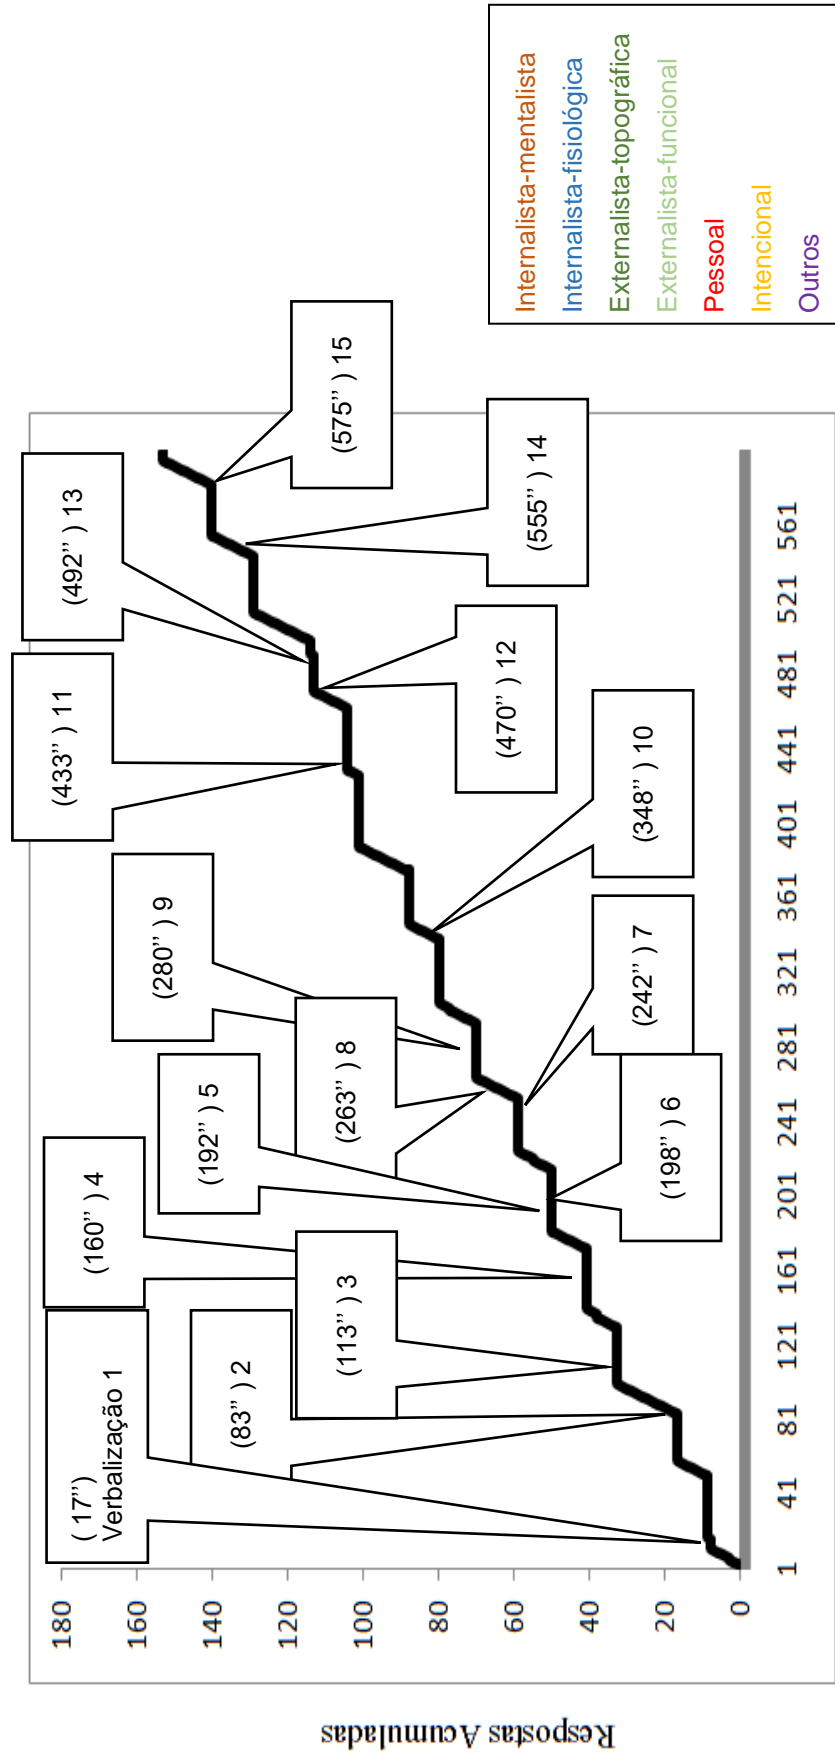 Respostas Acumuladas
180
160
140
120
100
80
60
40
20
0
1
41
81
121
161
201
241
281
321
361
401
441
481
521
561
( 17”)
Verbalização 1
(83” ) 2
(113” ) 3
(160” ) 4
(192” ) 5
(198” ) 6
(242” ) 7
(263” ) 8
(280” ) 9
(348” ) 10
(433” ) 11
(470” ) 12
(492” ) 13
(555” ) 14
(575” ) 15
Internalista-mentalista
Internalista-fisiológica
Externalista-topográfica
Externalista-funcional
Pessoal
Intencional
Outros